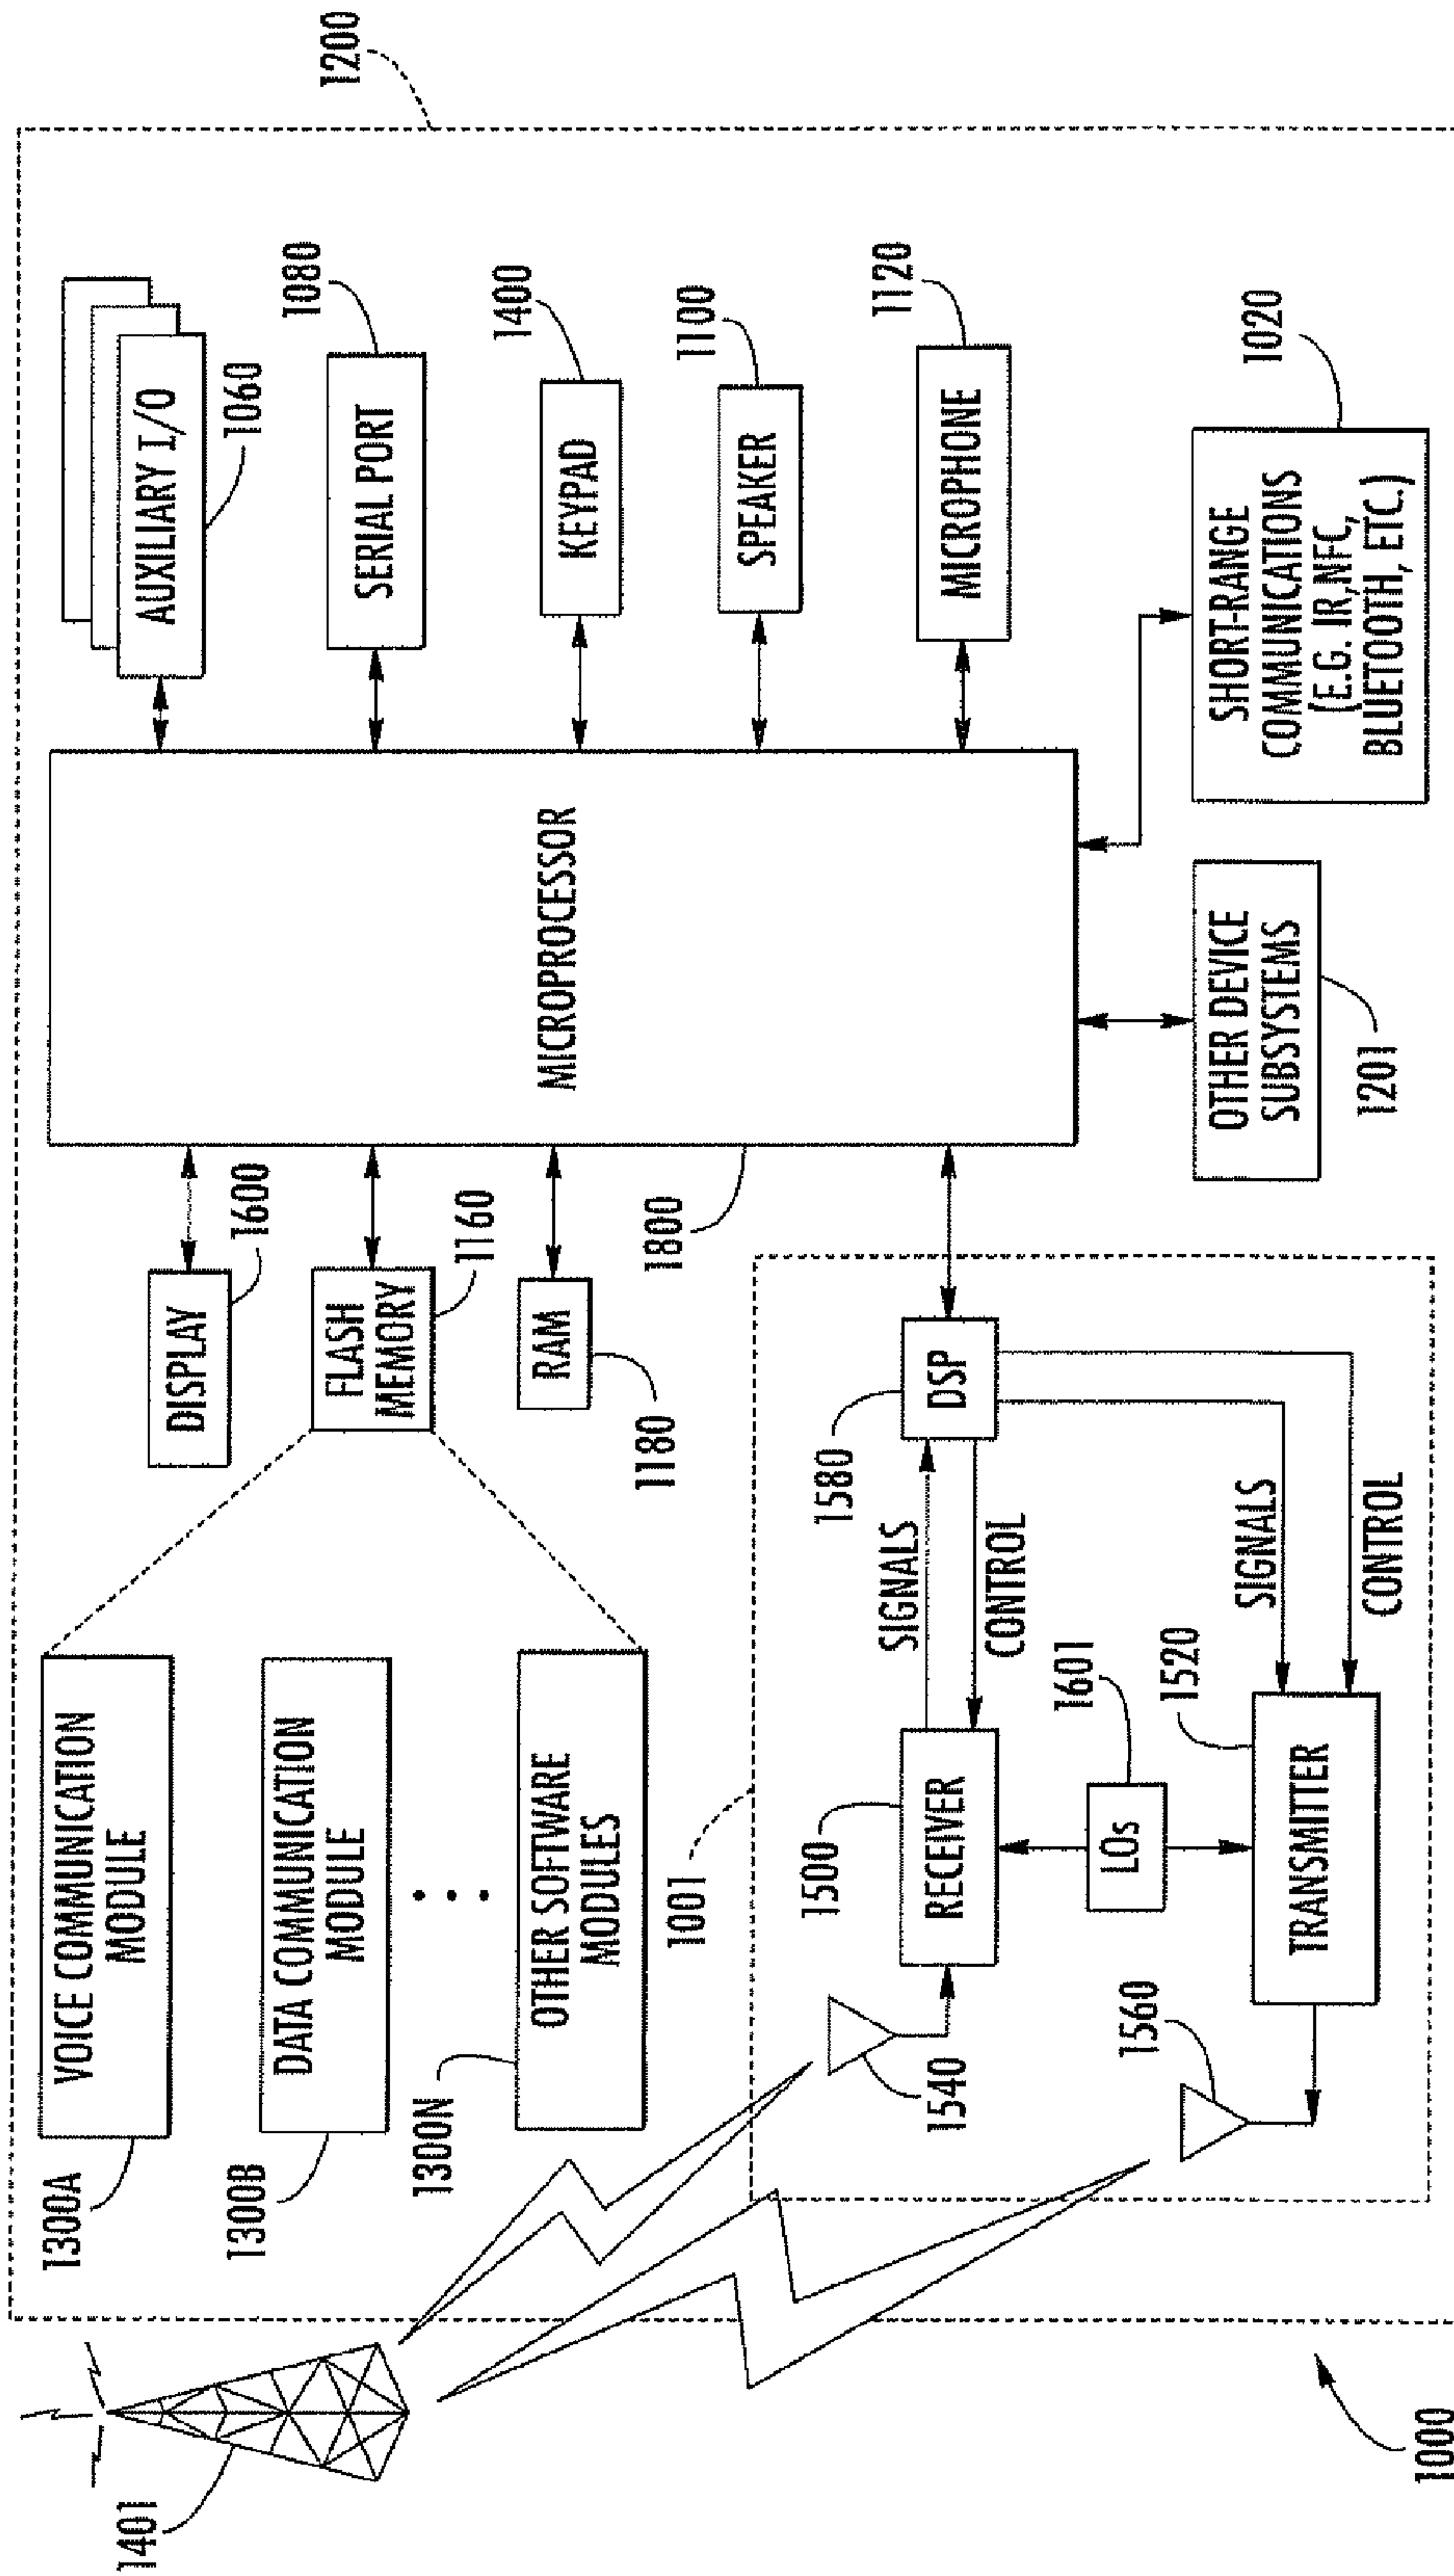 1200
AUXILIARY I/O
1060
SERIAL PORT
1080
KEYPAD
1400
SPEAKER
1100
MICROPHONE
1120
SHORT-RANGE
COMMUNICATIONS
(E.G. IR,NFC,
BLUETOOTH, ETC.)
1020
MICROPROCESSOR
1800
OTHER DEVICE
SUBSYSTEMS
1201
DISPLAY
1600
FLASH
MEMORY
1160
RAM
1180
VOICE COMMUNICATION
MODULE
1300A
DATA COMMUNICATION
MODULE
1300B
OTHER SOFTWARE
MODULES
1300N
1001
DSP
1580
SIGNALS
CONTROL
SIGNALS
CONTROL
RECEIVER
1500
LOs
1601
TRANSMITTER
1520
1540
1560
1401
1000